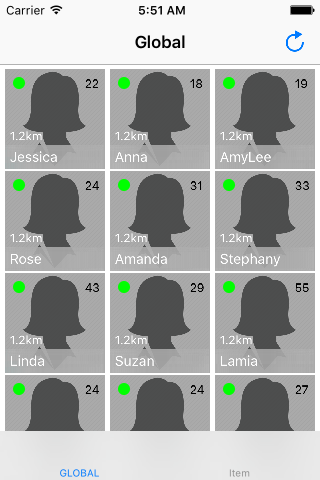 Carrier 5:51 AM
Global
22 18 19
1.2km 1.2km 1.2km
Jessica Anna AmyLee
24 31 33
1.2km 1.2km 1.2km
Rose Amanda Stephany
43 29 55
1.2km 1.2km 1.2km
Linda Suzan Lamia
24 24 27
GLOBAL Item